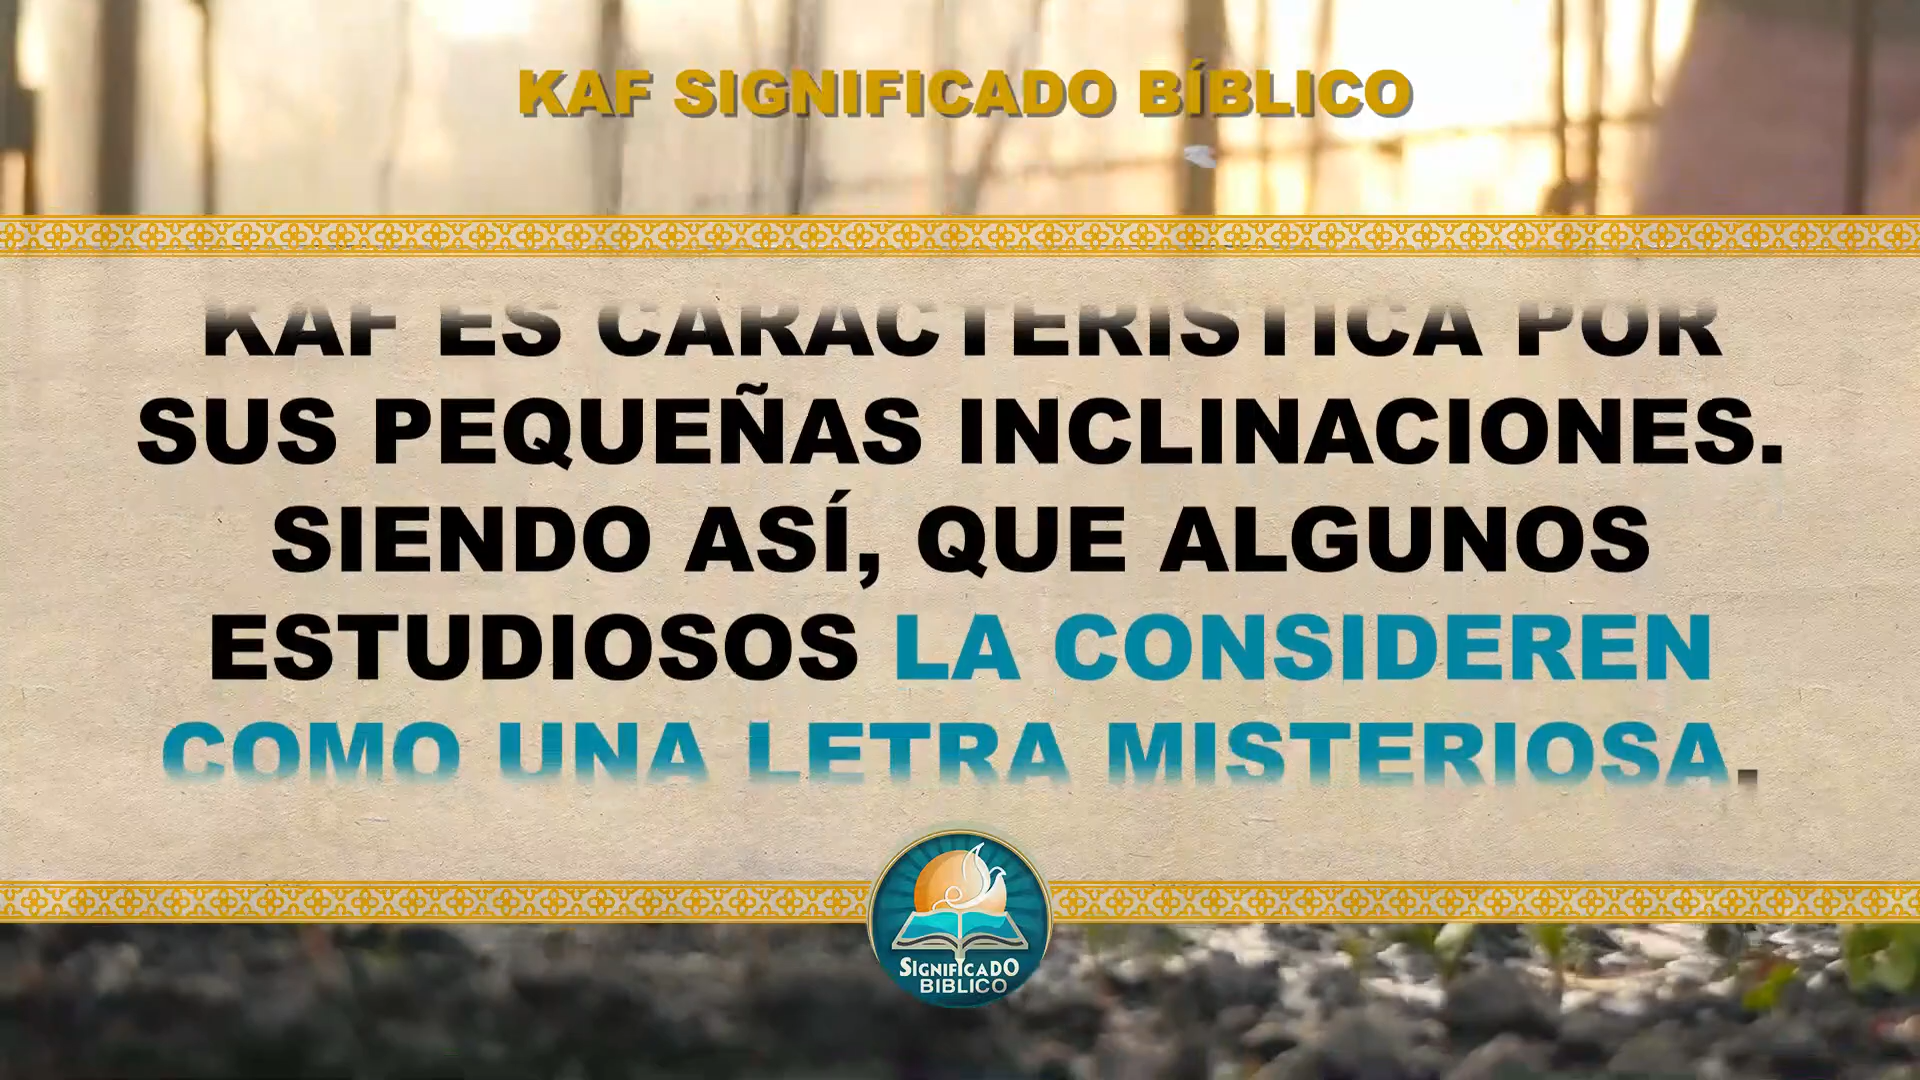 KAF SIGNIFICADO BÍBLICO
KAF ES CARACTERÍSTICA POR
SUS PEQUEÑAS INCLINACIONES.
SIENDO ASÍ, QUE ALGUNOS
ESTUDIOSOS LA CONSIDEREN
COMO UNA LETRA MISTERIOSA.
SIGNIFICADO
BIBLICO